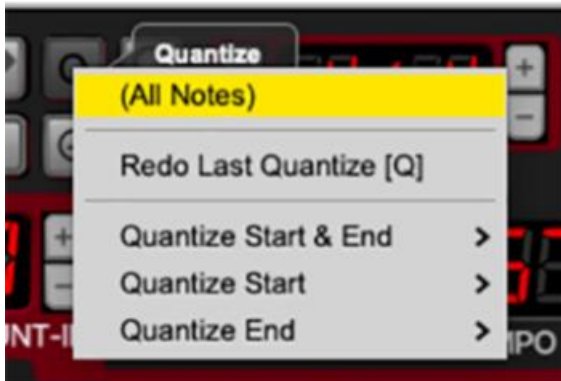 Quantize
(All Notes)
Redo Last Quantize [Q]
Quantize Start & End
Quantize Start
Quantize End